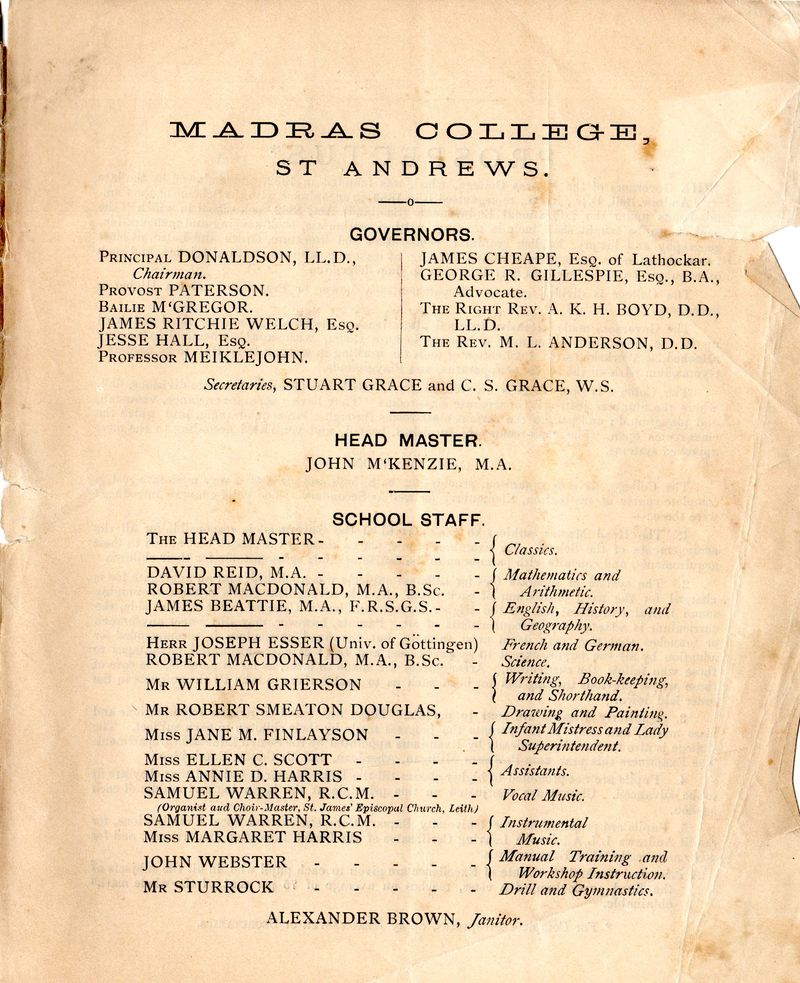 MADRAS COLLEGE,
ST ANDREWS.
GOVERNORS.
PRINCIPAL DONALDSON, LL.D.,
Chairman.
PROVOST PATERSON.
BAILIE M‘GREGOR.
JAMES RITCHIE WELCH, ESQ.
JESSE HALL, ESQ.
PROFESSOR MEIKLEJOHN.
JAMES CHEAPE, ESQ. of Lathockar.
GEORGE R. GILLESPIE, ESQ., B.A.,
Advocate.
THE RIGHT REV. A. K. H. BOYD, D.D.,
LL.D.
THE REV. M. L. ANDERSON, D.D.
Secretaries, STUART GRACE and C. S. GRACE, W.S.
HEAD MASTER.
JOHN M‘KENZIE, M.A.
SCHOOL STAFF.
THE HEAD MASTER - - - - -
Classics.
DAVID REID, M.A. - - - - -
Mathematics and
ROBERT MACDONALD, M.A., B.SC. -
Arithmetic.
JAMES BEATTIE, M.A., F.R.S.G.S. - -
English, History, and
Geography.
HERR JOSEPH ESSER (Univ. of Göttingen) French and German.
ROBERT MACDONALD, M.A., B.SC. - Science.
MR WILLIAM GRIERSON - - -
Writing, Book-keeping,
and Shorthand.
MR ROBERT SMEATON DOUGLAS, - Drawing and Painting.
MISS JANE M. FINLAYSON - - -
Infant Mistress and Lady
Superintendent.
MISS ELLEN C. SCOTT - - - -
MISS ANNIE D. HARRIS - - - -
Assistants.
SAMUEL WARREN, R.C.M. - - - Vocal Music.
(Organist aud Choir-Master, St. James' Episcopal Church, Leith)
SAMUEL WARREN, R.C.M. - - - Instrumental
MISS MARGARET HARRIS - - - Music.
JOHN WEBSTER - - - - -
Manual Training and
Workshop Instruction.
MR STURROCK - - - - - Drill and Gymnastics.
ALEXANDER BROWN, Janitor.